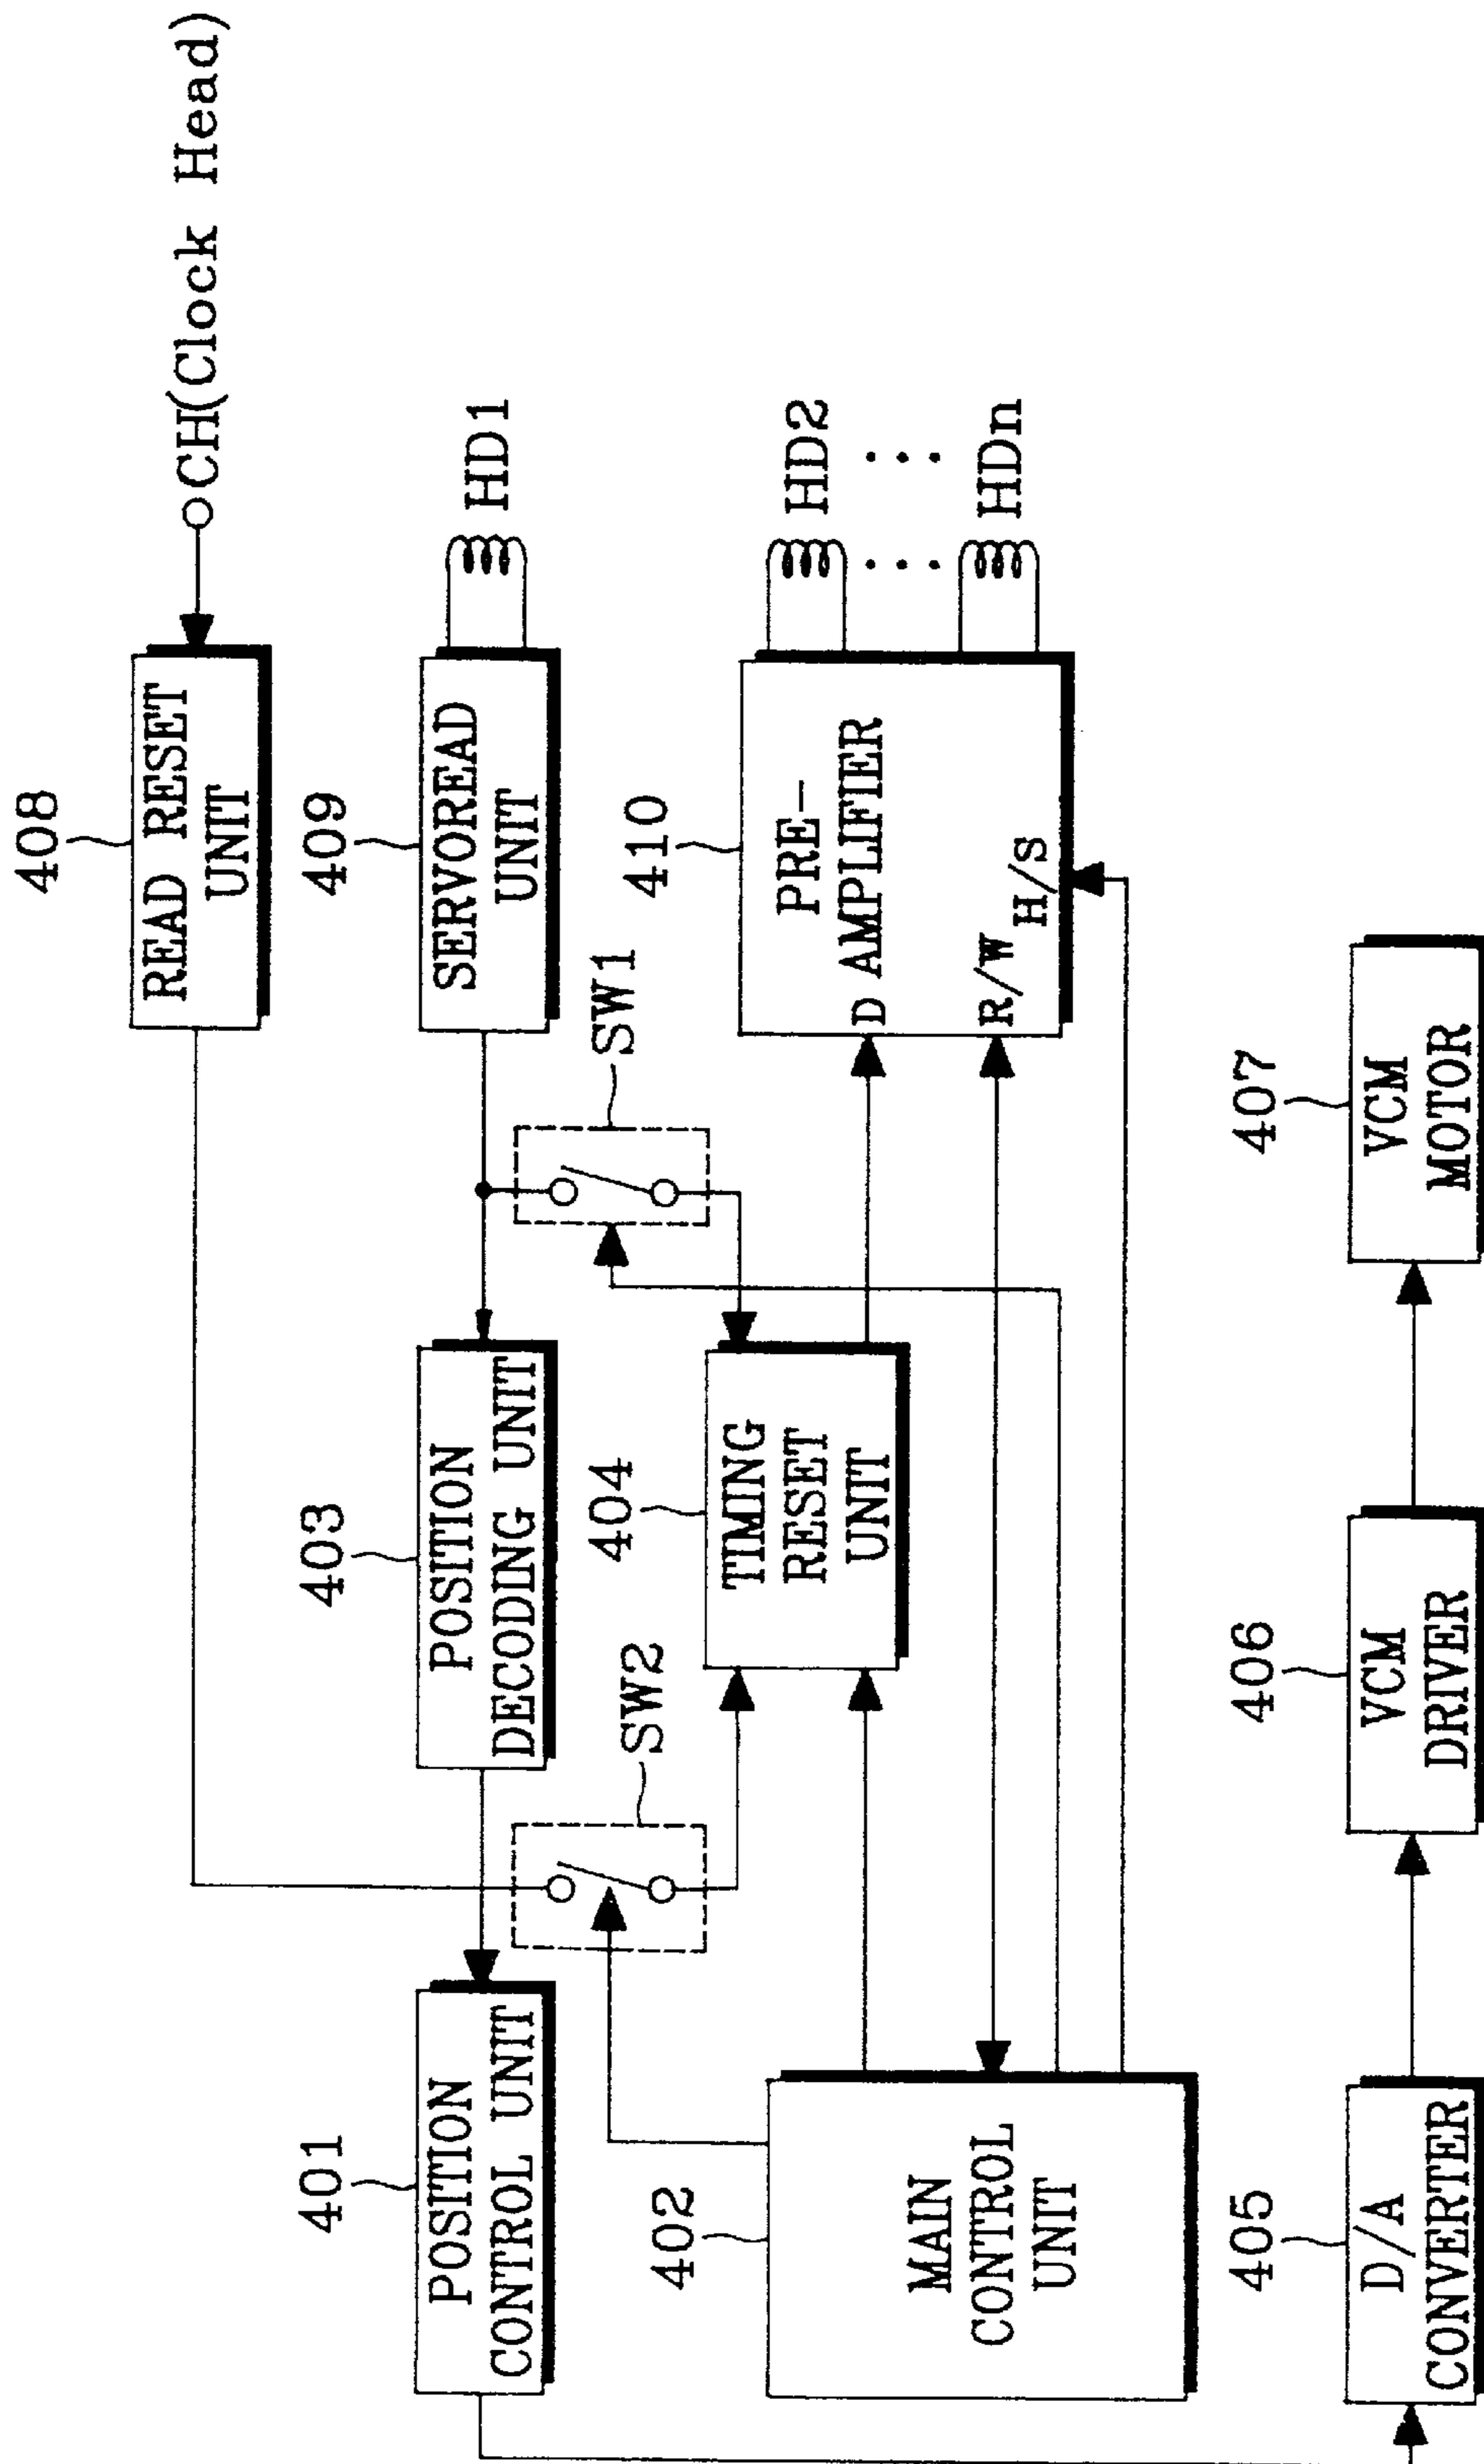 CH(Clock Head)
408
READ RESET
UNIT
403
POSITION
DECODING UNIT
409
SERVOREAD
UNIT
HD1
401
POSITION
CONTROL UNIT
SW2
SW1
404
TIMING
RESET
UNIT
410
PRE-
AMPLIFIER
D
R/W
H/S
HD2
HDn
402
MAIN
CONTROL
UNIT
405
D/A
CONVERTER
406
VCM
DRIVER
407
VCM
MOTOR